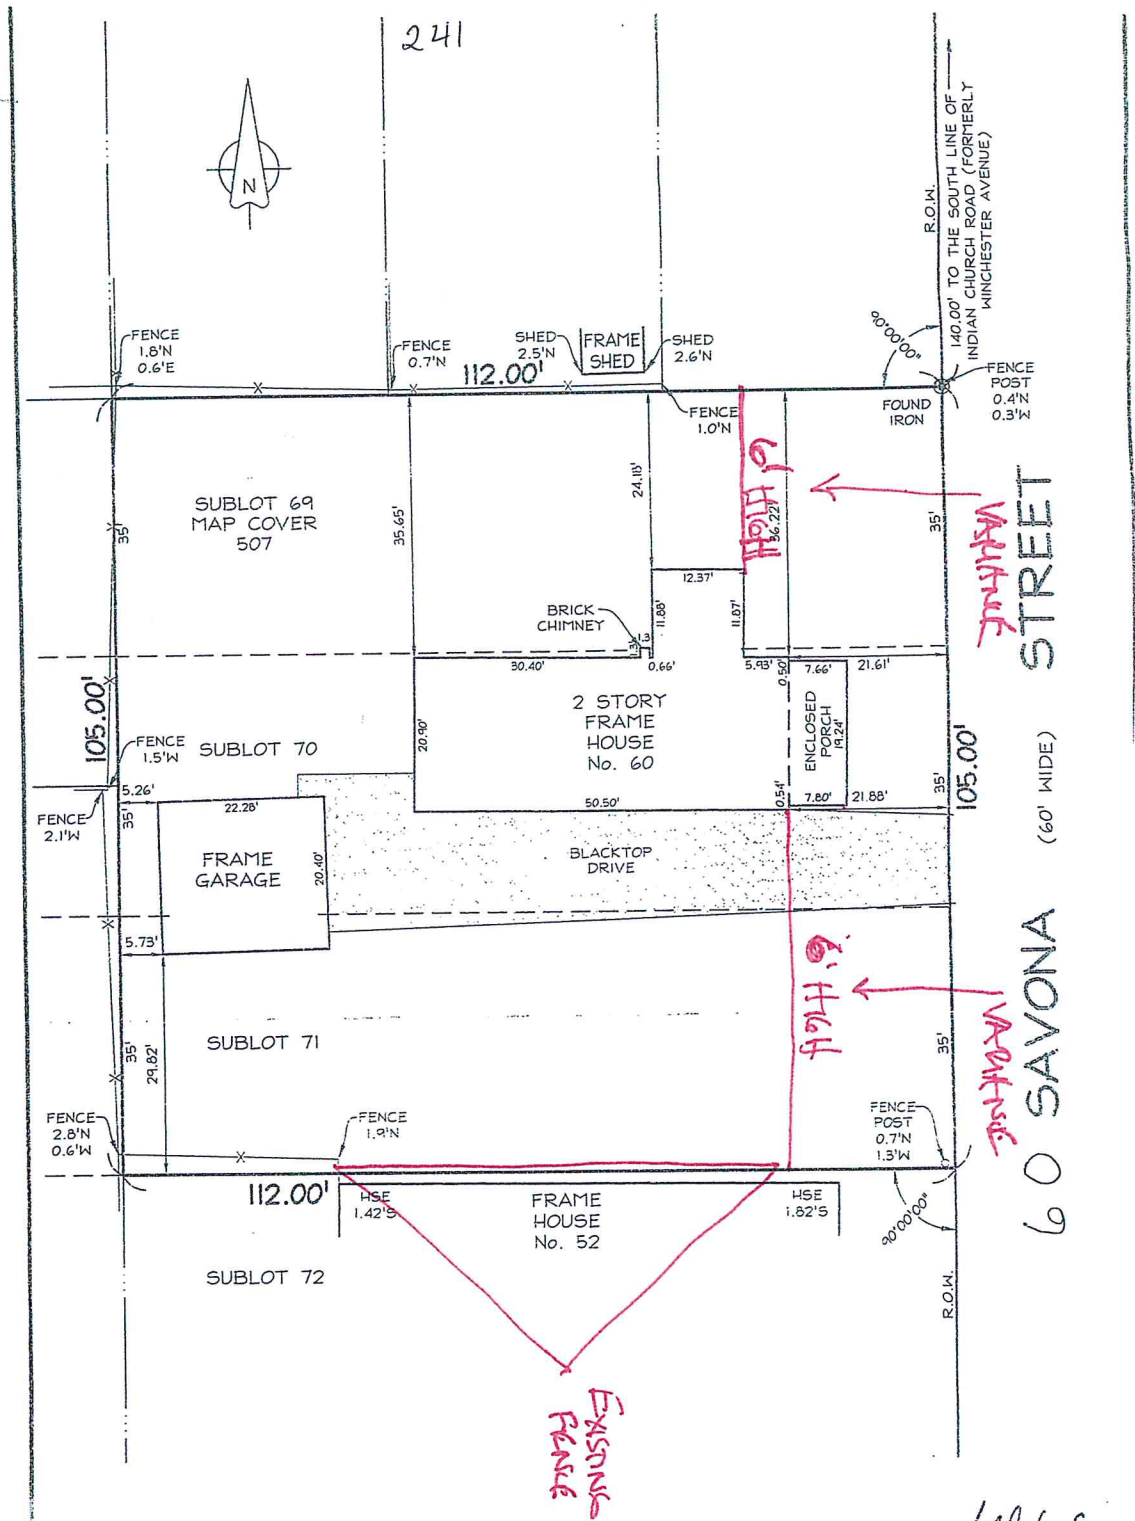 241
N
140.00' TO THE SOUTH LINE OF
INDIAN CHURCH ROAD (FORMERLY
WINCHESTER AVENUE)
R.O.W.
90°00'00"
FENCE
1.8'N
0.6'E
FENCE
0.7'N
SHED
2.5'N
FRAME
SHED
SHED
2.6'N
112.00'
FENCE
1.0'N
FOUND
IRON
FENCE
POST
0.4'N
0.3'W
SUBLOT 69
MAP COVER
507
35'
35.65'
24.18'
6' HIGH
36.22'
35'
VARIANCE
STREET
12.37'
11.88'
11.87'
BRICK
CHIMNEY
1.3'
1.3
30.40'
0.66'
5.93'
0.50'
7.66'
21.61'
105.00'
FENCE
1.5'W
SUBLOT 70
20.90'
2 STORY
FRAME
HOUSE
No. 60
ENCLOSED
PORCH
19.24'
35'
105.00'
(60' WIDE)
5.26'
35'
22.28'
50.50'
0.54'
7.80'
21.88'
FENCE
2.1'W
FRAME
GARAGE
20.40'
BLACKTOP
DRIVE
5.73'
6' HIGH
VARIANCE
60 SAVONA
35'
29.82'
SUBLOT 71
35'
FENCE
2.8'N
0.6'W
FENCE
1.9'N
FENCE
POST
0.7'N
1.3'W
112.00'
HSE
1.42'S
FRAME
HOUSE
No. 52
HSE
1.82'S
90°00'00"
SUBLOT 72
R.O.W.
EXISTING
FENCE